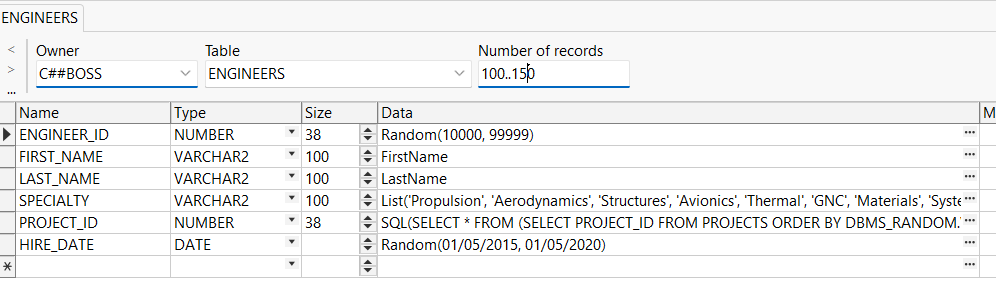 ENGINEERS
Owner Table Number of records
C##BOSS ENGINEERS 100..150
Name Type Size Data M
ENGINEER_ID NUMBER 38 Random(10000, 99999) ...
FIRST_NAME VARCHAR2 100 FirstName ...
LAST_NAME VARCHAR2 100 LastName ...
SPECIALTY VARCHAR2 100 List('Propulsion', 'Aerodynamics', 'Structures', 'Avionics', 'Thermal', 'GNC', 'Materials', 'Syste ...
PROJECT_ID NUMBER 38 SQL(SELECT * FROM (SELECT PROJECT_ID FROM PROJECTS ORDER BY DBMS_RANDOM. ...
HIRE_DATE DATE Random(01/05/2015, 01/05/2020) ...